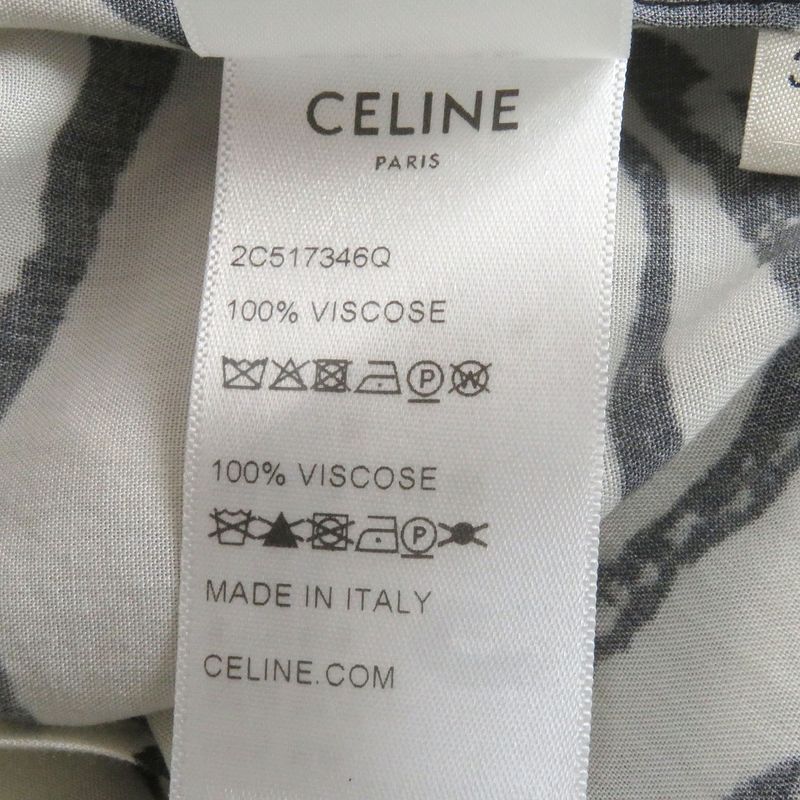 CELINE
PARIS
2C517346Q
100% VISCOSE
P W
100% VISCOSE
P
MADE IN ITALY
CELINE.COM